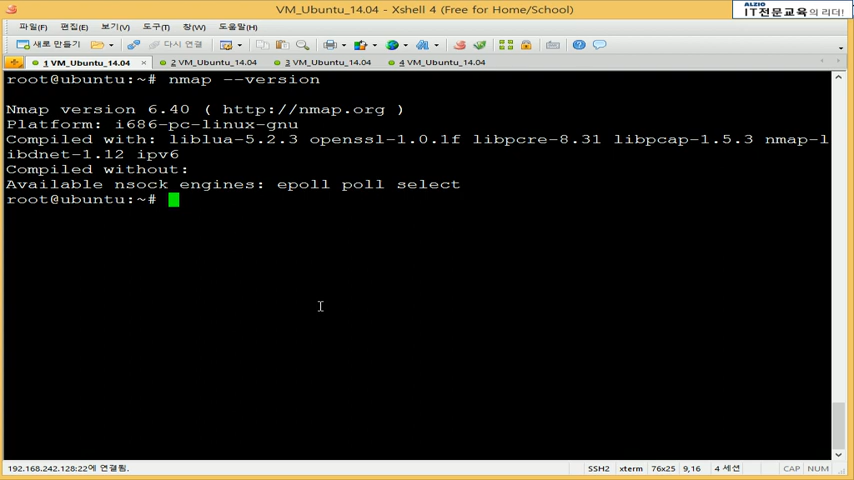 VM_Ubuntu_14.04 - Xshell 4 (Free for Home/School)
ALZIO
IT전문교육의 리더!
파일(F) 편집(E) 보기(V) 도구(T) 창(W) 도움말(H)
새로 만들기 다시 연결
1 VM_Ubuntu_14.04 × 2 VM_Ubuntu_14.04 3 VM_Ubuntu_14.04 4 VM_Ubuntu_14.04
root@ubuntu:~# nmap --version
Nmap version 6.40 ( http://nmap.org )
Platform: i686-pc-linux-gnu
Compiled with: liblua-5.2.3 openssl-1.0.1f libpcre-8.31 libpcap-1.5.3 nmap-l
ibdnet-1.12 ipv6
Compiled without:
Available nsock engines: epoll poll select
root@ubuntu:~#
192.168.242.128:22에 연결됨. SSH2 xterm 76x25 9,16 4 세션 CAP NUM